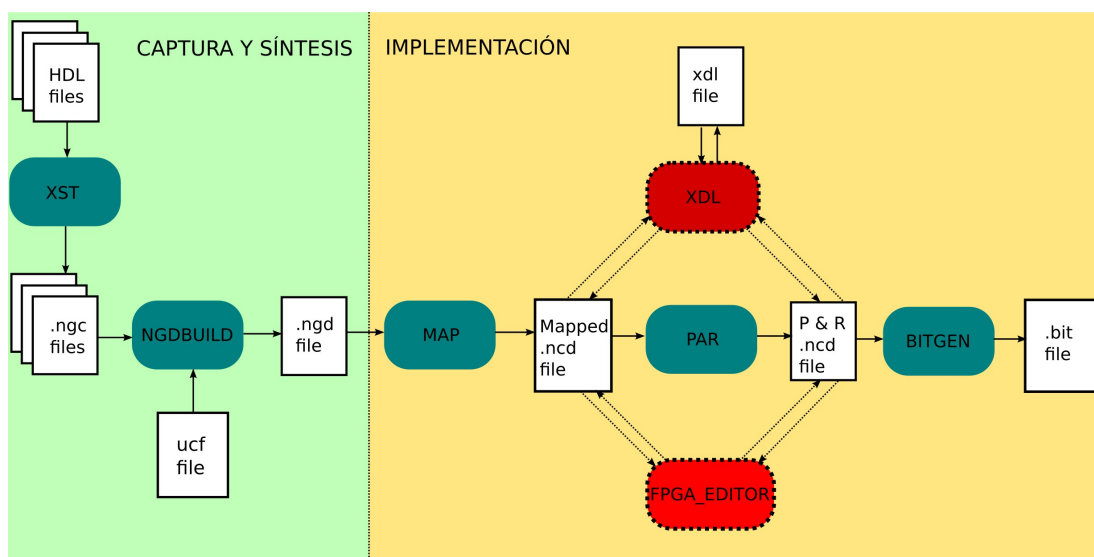 CAPTURA Y SÍNTESIS
IMPLEMENTACIÓN
HDL
files
xdl
file
XST
XDL
.ngc
files
NGDBUILD
.ngd
file
MAP
Mapped
.ncd
file
PAR
P & R
.ncd
file
BITGEN
.bit
file
ucf
file
FPGA_EDITOR